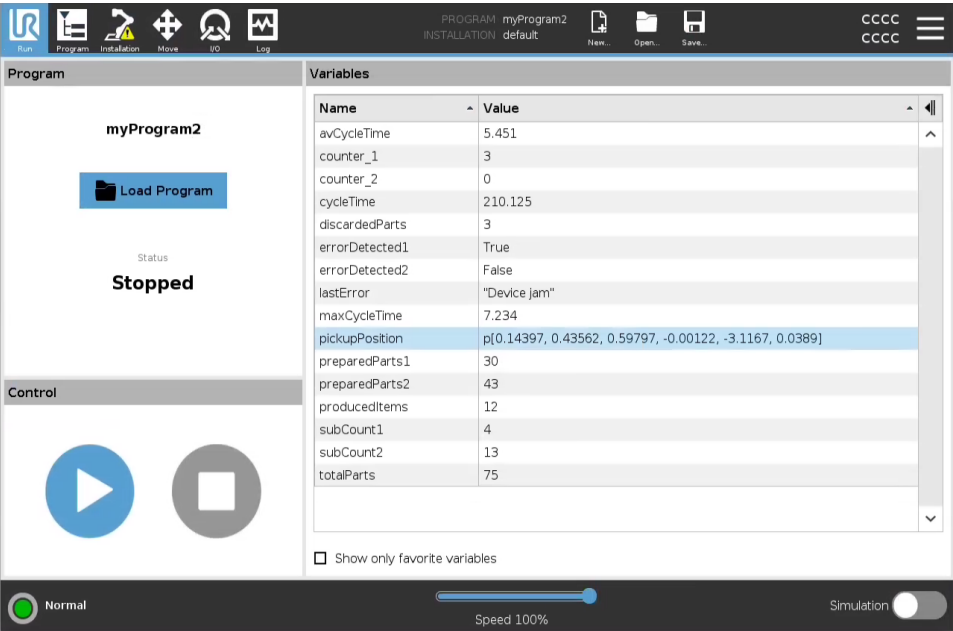 UR
Run
Program
Installation
Move
I/O
Log
PROGRAM myProgram2
INSTALLATION default
New...
Open...
Save...
CCCC
CCCC
Program
myProgram2
Load Program
Status
Stopped
Control
Variables
Name Value
avCycleTime 5.451
counter_1 3
counter_2 0
cycleTime 210.125
discardedParts 3
errorDetected1 True
errorDetected2 False
lastError "Device jam"
maxCycleTime 7.234
pickupPosition p[0.14397, 0.43562, 0.59797, -0.00122, -3.1167, 0.0389]
preparedParts1 30
preparedParts2 43
producedItems 12
subCount1 4
subCount2 13
totalParts 75
Show only favorite variables
Normal
Speed 100%
Simulation